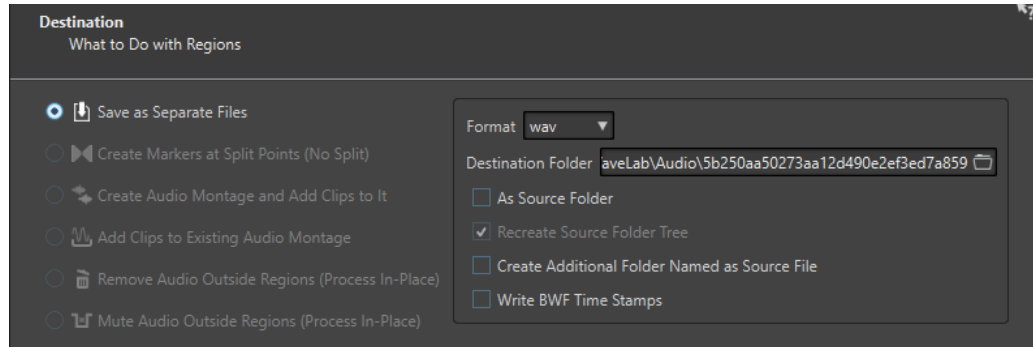 Destination
What to Do with Regions
Save as Separate Files
Create Markers at Split Points (No Split)
Create Audio Montage and Add Clips to It
Add Clips to Existing Audio Montage
Remove Audio Outside Regions (Process In-Place)
Mute Audio Outside Regions (Process In-Place)
Format wav
Destination Folder aveLab\Audio\5b250aa50273aa12d490e2ef3ed7a859
As Source Folder
Recreate Source Folder Tree
Create Additional Folder Named as Source File
Write BWF Time Stamps